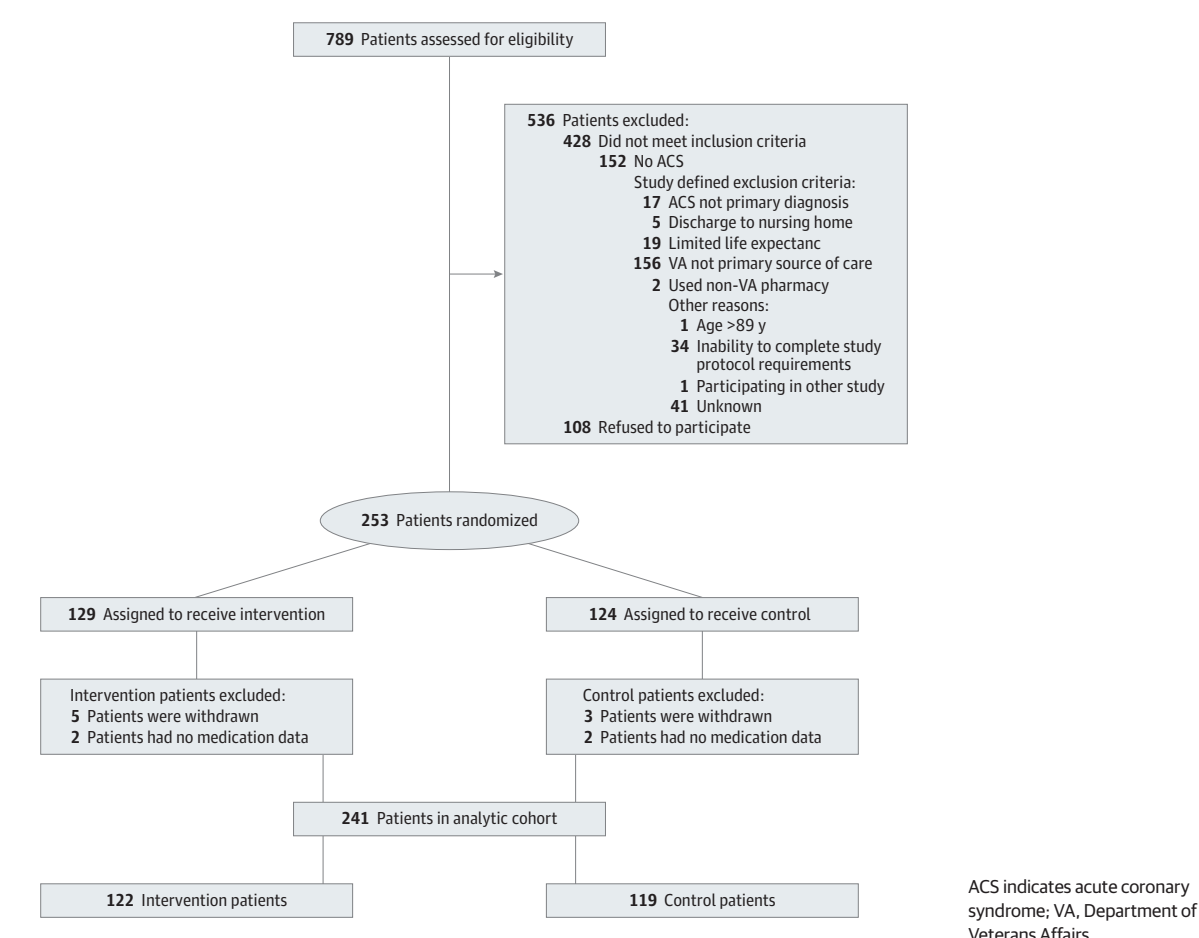 789 Patients assessed for eligibility
536 Patients excluded:
428 Did not meet inclusion criteria
152 No ACS
Study defined exclusion criteria:
17 ACS not primary diagnosis
5 Discharge to nursing home
19 Limited life expectanc
156 VA not primary source of care
2 Used non-VA pharmacy
Other reasons:
1 Age >89 y
34 Inability to complete study
protocol requirements
1 Participating in other study
41 Unknown
108 Refused to participate
253 Patients randomized
129 Assigned to receive intervention
124 Assigned to receive control
Intervention patients excluded:
5 Patients were withdrawn
2 Patients had no medication data
Control patients excluded:
3 Patients were withdrawn
2 Patients had no medication data
241 Patients in analytic cohort
122 Intervention patients
119 Control patients
ACS indicates acute coronary
syndrome; VA, Department of
Veterans Affairs